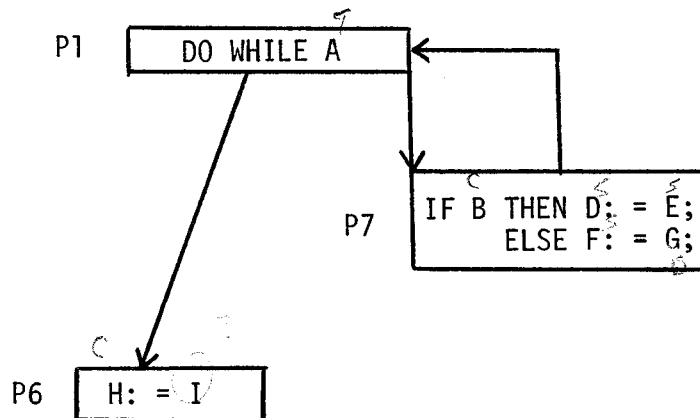 P1 DO WHILE A
P7 IF B THEN D: = E;
ELSE F: = G;
P6 H: = I